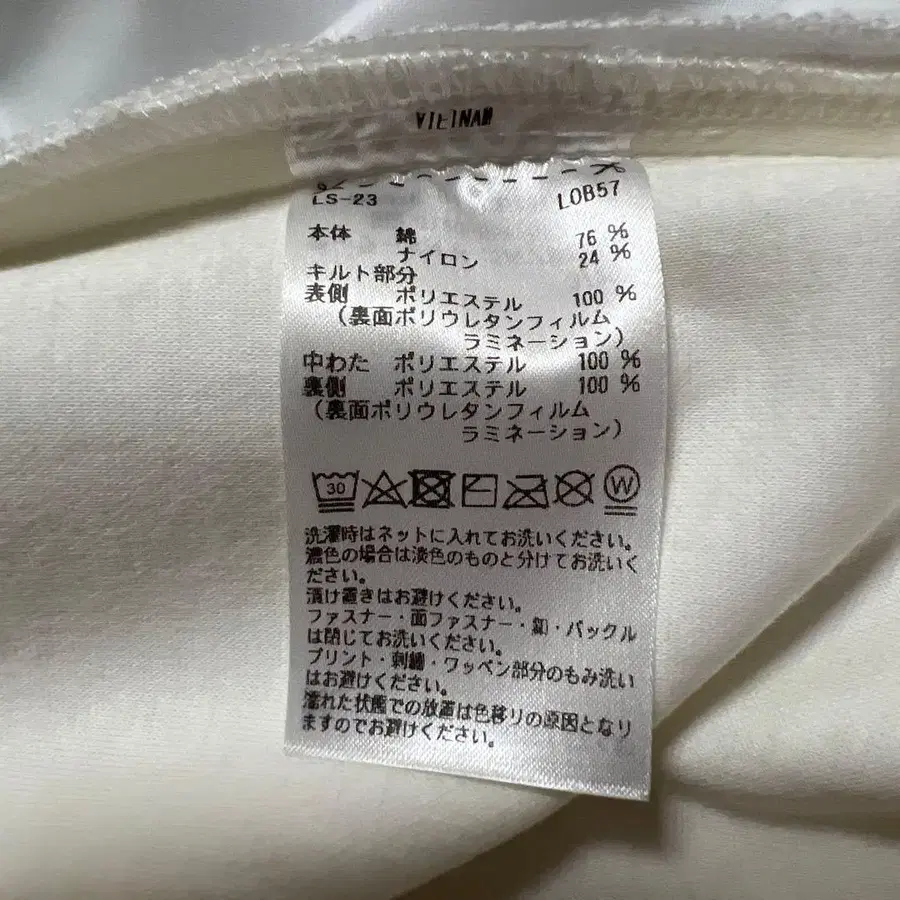 VIETNAM
LS-23 LOB57
本体 綿 76 %
ナイロン 24 %
キルト部分
表側 ポリエステル 100 %
(裏面ポリウレタンフィルム
ラミネーション)
中わた ポリエステル 100 %
裏側 ポリエステル 100 %
(裏面ポリウレタンフィルム
ラミネーション)
30 W
洗濯時はネットに入れてお洗いください。
濃色の場合は淡色のものと分けてお洗いく
ださい。
漬け置きはお避けください。
ファスナー・面ファスナー・釦・バックル
は閉じてお洗いください。
プリント・刺繍・ワッペン部分のもみ洗い
はお避けください。
濡れた状態での放置は色移りの原因となり
ますのでお避けください。